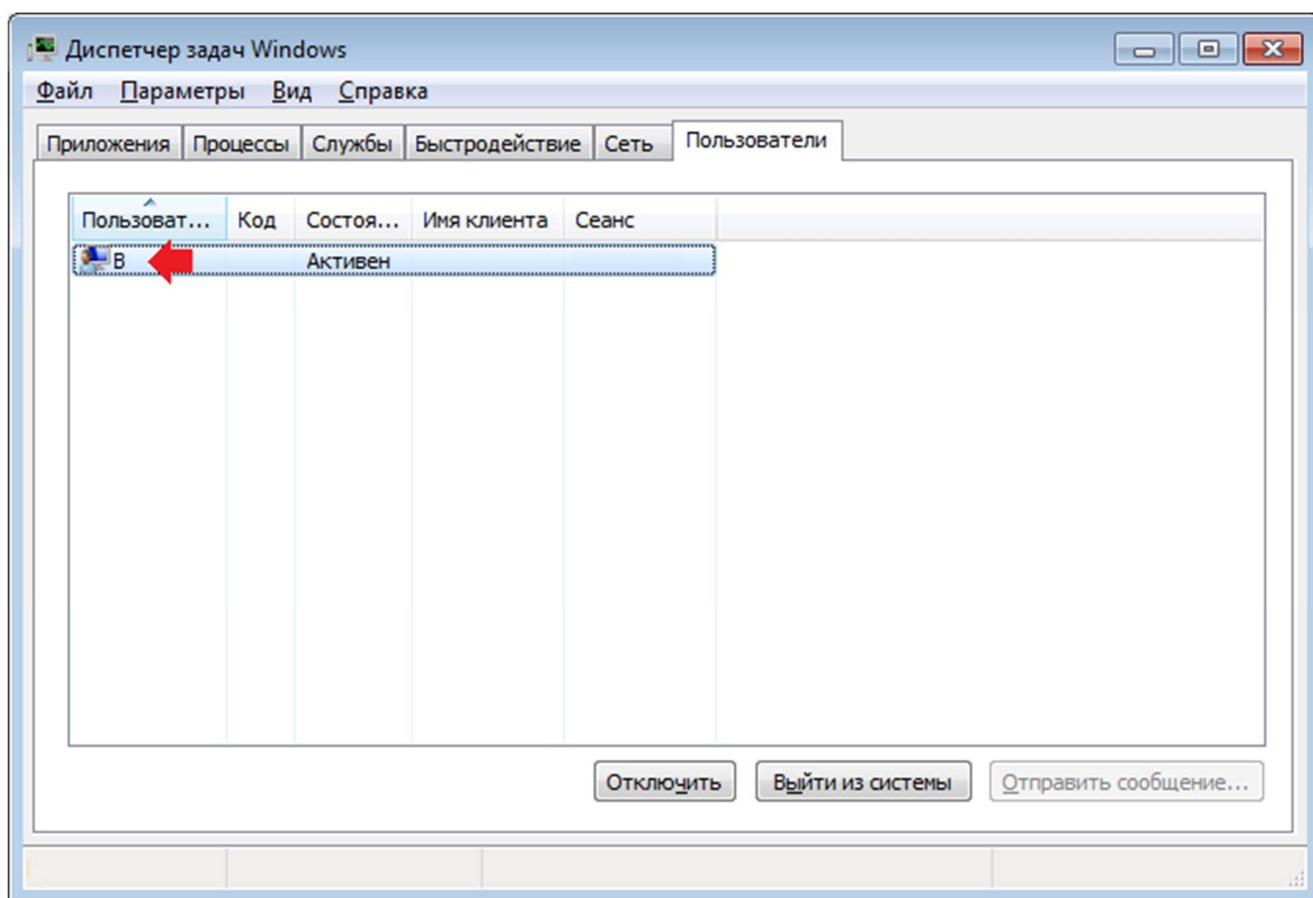 Диспетчер задач Windows
Файл Параметры Вид Справка
Приложения Процессы Службы Быстродействие Сеть Пользователи
Пользоват... Код Состоя... Имя клиента Сеанс
B Активен
Отключить Выйти из системы Отправить сообщение...